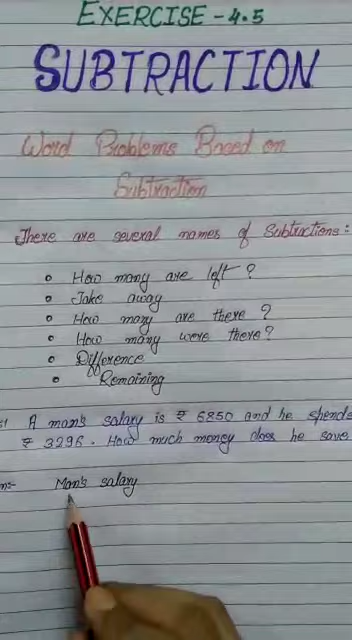 EXERCISE - 4.5
SUBTRACTION
Word Problems Based on
Subtraction
There are several names of Subtractions:
How many are left?
Take away
How many are there?
How many were there?
Difference
Remaining
A man's salary is ₹ 6850 and he spends
₹ 3296. How much money does he save
Man's salary